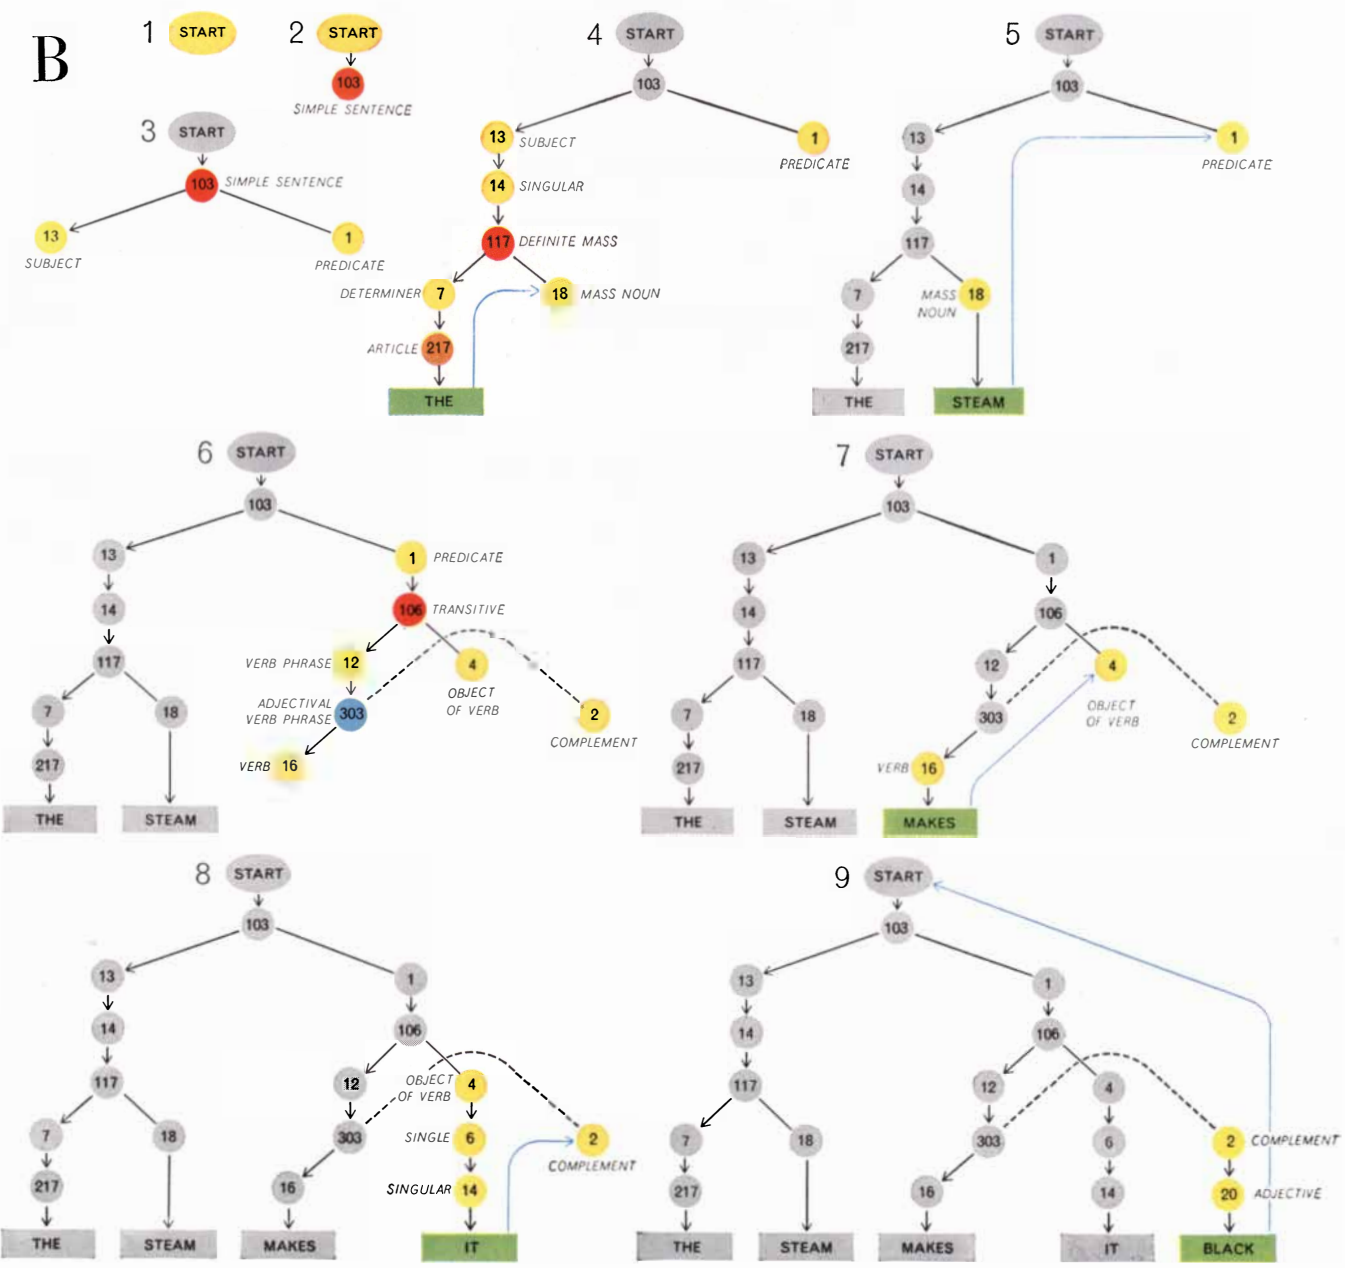 B
1 START
2 START
103
SIMPLE SENTENCE
3 START
103 SIMPLE SENTENCE
13
SUBJECT
1
PREDICATE
4 START
103
13 SUBJECT
1
PREDICATE
14 SINGULAR
117 DEFINITE MASS
DETERMINER 7
18 MASS NOUN
ARTICLE 217
THE
5 START
103
13
1
PREDICATE
14
117
7
MASS
NOUN
18
217
THE
STEAM
6 START
103
13
1 PREDICATE
14
106 TRANSITIVE
117
VERB PHRASE 12
4
OBJECT
OF VERB
7
18
ADJECTIVAL
VERB PHRASE
303
2
COMPLEMENT
217
VERB 16
THE
STEAM
7 START
103
13
1
14
106
117
12
4
OBJECT
OF VERB
7
18
303
2
COMPLEMENT
217
VERB 16
THE
STEAM
MAKES
8 START
103
13
1
14
106
117
12
OBJECT
OF VERB
4
7
18
303
SINGLE 6
2
COMPLEMENT
217
16
SINGULAR 14
THE
STEAM
MAKES
IT
9 START
103
13
1
14
106
117
12
4
7
18
303
6
2 COMPLEMENT
217
16
14
20 ADJECTIVE
THE
STEAM
MAKES
IT
BLACK